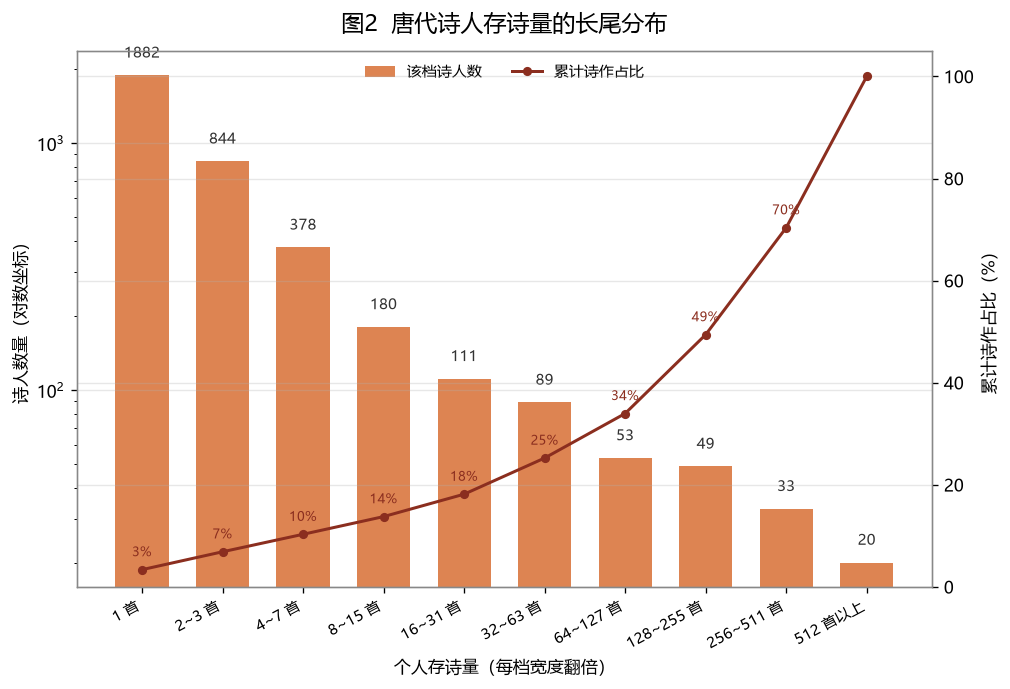 图2 唐代诗人存诗量的长尾分布
该档诗人数
累计诗作占比
诗人数量（对数坐标）
10³
10²
累计诗作占比（%）
100
80
60
40
20
0
1882
844
378
180
111
89
53
49
33
20
3%
7%
10%
14%
18%
25%
34%
49%
70%
1 首
2~3 首
4~7 首
8~15 首
16~31 首
32~63 首
64~127 首
128~255 首
256~511 首
512 首以上
个人存诗量（每档宽度翻倍）